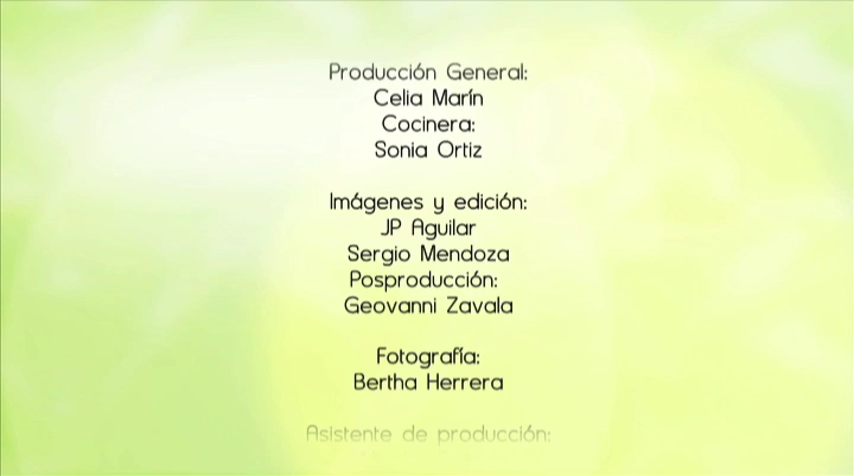 Producción General:
Celia Marín
Cocinera:
Sonia Ortiz
Imágenes y edición:
JP Aguilar
Sergio Mendoza
Posproducción:
Geovanni Zavala
Fotografía:
Bertha Herrera
Asistente de producción: